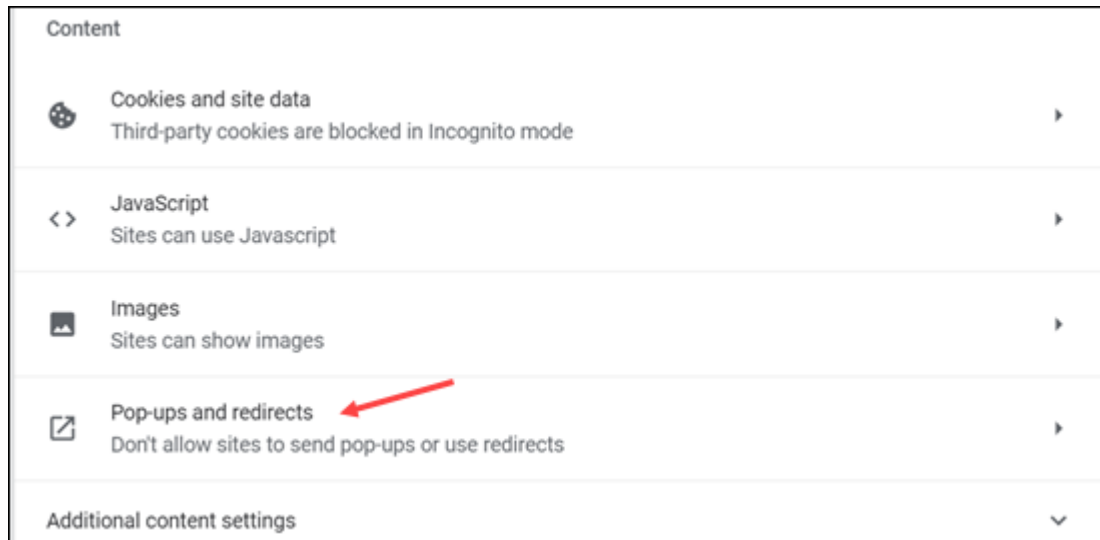 Content
Cookies and site data
Third-party cookies are blocked in Incognito mode
JavaScript
Sites can use Javascript
Images
Sites can show images
Pop-ups and redirects
Don't allow sites to send pop-ups or use redirects
Additional content settings